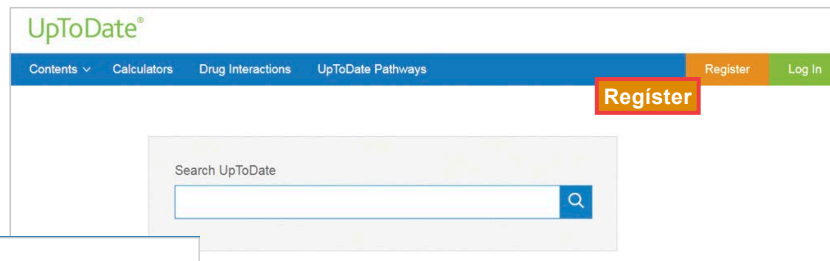 UpToDate®
Contents Calculators Drug Interactions UpToDate Pathways Register Log In
Regíster
Search UpToDate